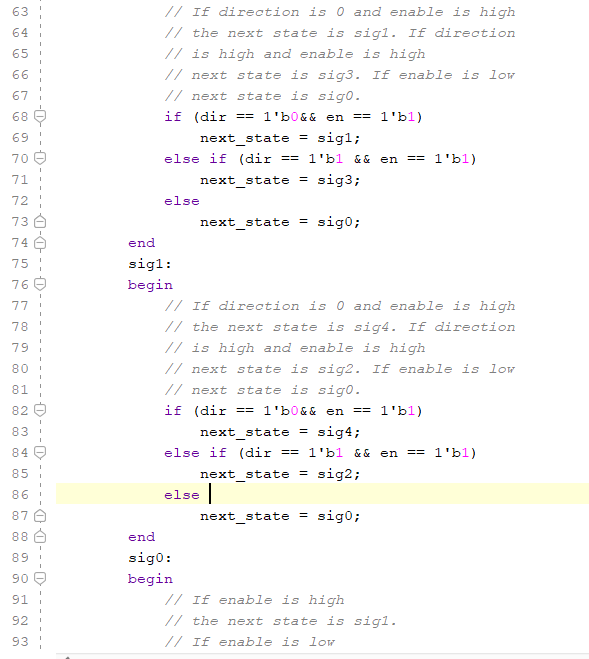 63 // If direction is 0 and enable is high
64 // the next state is sig1. If direction
65 // is high and enable is high
66 // next state is sig3. If enable is low
67 // next state is sig0.
68 if (dir == 1'b0&& en == 1'b1)
69 next_state = sig1;
70 else if (dir == 1'b1 && en == 1'b1)
71 next_state = sig3;
72 else
73 next_state = sig0;
74 end
75 sig1:
76 begin
77 // If direction is 0 and enable is high
78 // the next state is sig4. If direction
79 // is high and enable is high
80 // next state is sig2. If enable is low
81 // next state is sig0.
82 if (dir == 1'b0&& en == 1'b1)
83 next_state = sig4;
84 else if (dir == 1'b1 && en == 1'b1)
85 next_state = sig2;
86 else
87 next_state = sig0;
88 end
89 sig0:
90 begin
91 // If enable is high
92 // the next state is sig1.
93 // If enable is low